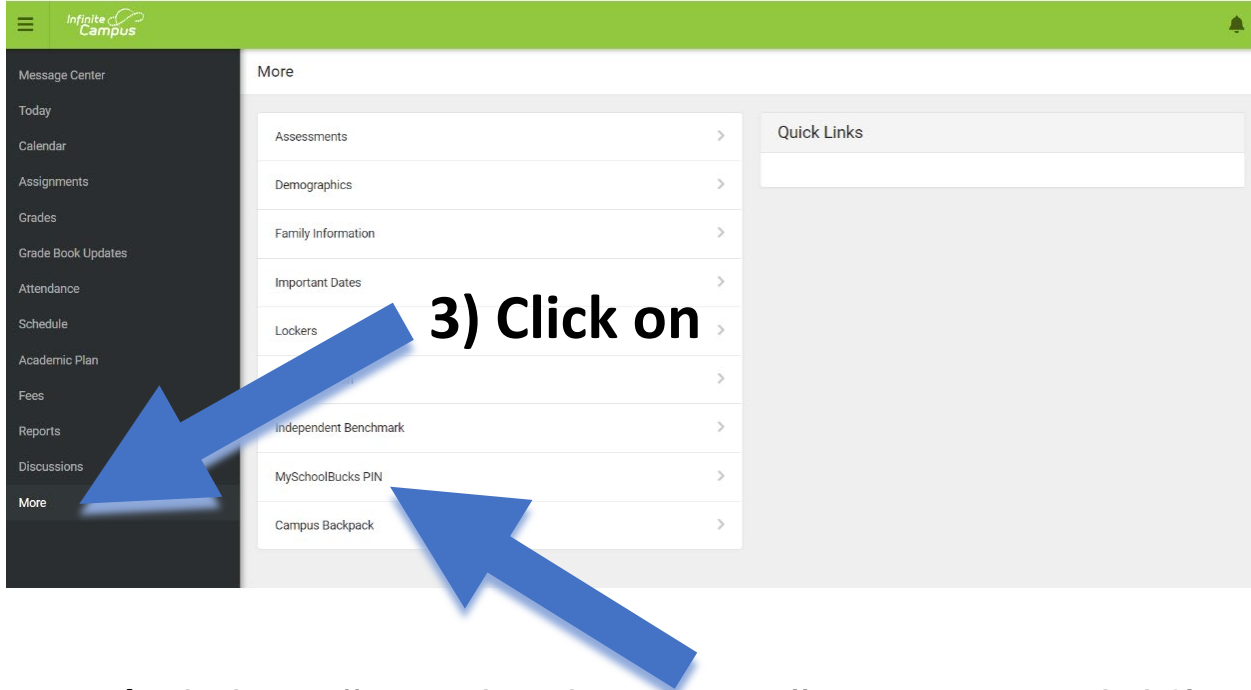 Infinite
Campus
Message Center
Today
Calendar
Assignments
Grades
Grade Book Updates
Attendance
Schedule
Academic Plan
Fees
Reports
Discussions
More
More
Assessments
Demographics
Family Information
Important Dates
Lockers
Independent Benchmark
MySchoolBucks PIN
Campus Backpack
Quick Links
3) Click on